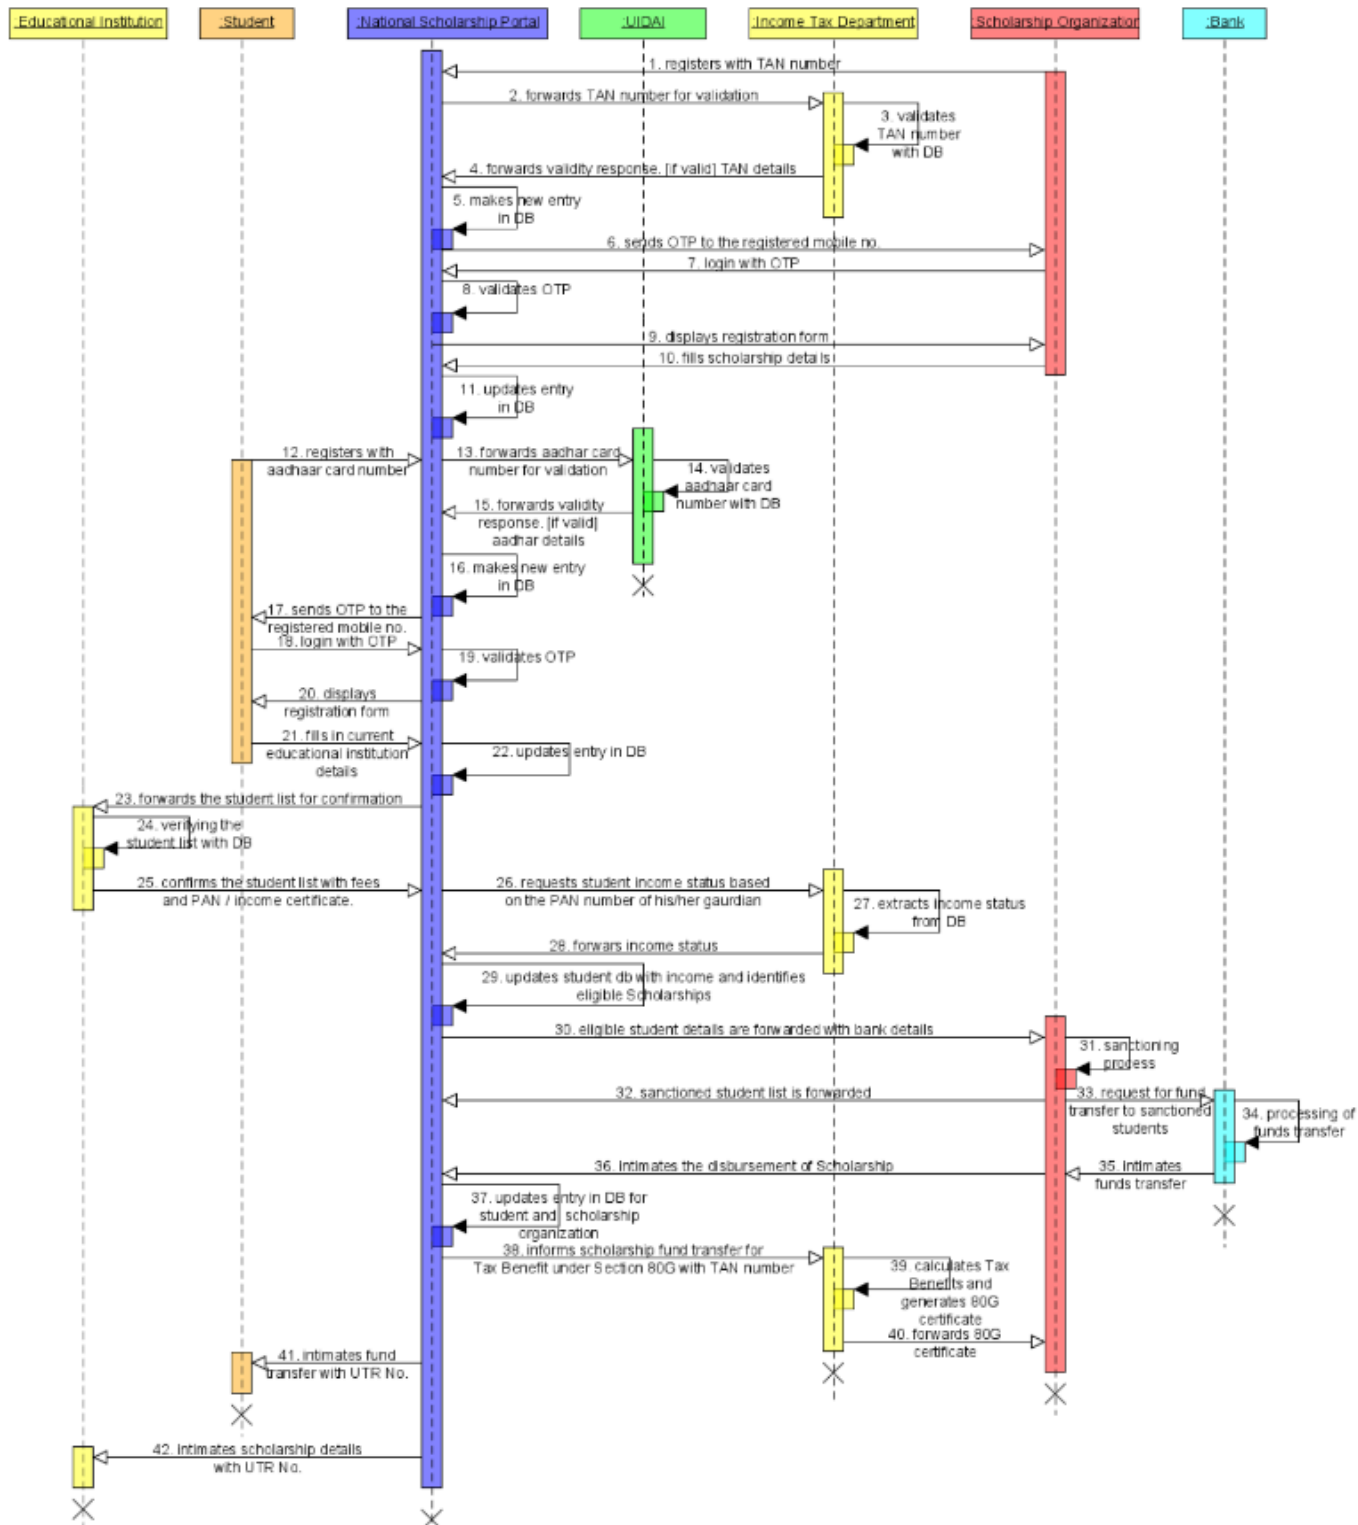 :Educational Institution
:Student
:National Scholarship Portal
:UIDAI
:Income Tax Department
:Scholarship Organization
:Bank
1. registers with TAN number
2. forwards TAN number for validation
3. validates
TAN number
with DB
4. forwards validity response. [if valid] TAN details
5. makes new entry
in DB
6. sends OTP to the registered mobile no.
7. login with OTP
8. validates OTP
9. displays registration form
10. fills scholarship details
11. updates entry
in DB
12. registers with
aadhaar card number
13. forwards aadhar card
number for validation
14. validates
aadhaar card
number with DB
15. forwards validity
response. [if valid]
aadhar details
16. makes new entry
in DB
17. sends OTP to the
registered mobile no.
18. login with OTP
19. validates OTP
20. displays
registration form
21. fills in current
educational institution
details
22. updates entry in DB
23. forwards the student list for confirmation
24. verifying the
student list with DB
25. confirms the student list with fees
and PAN / income certificate.
26. requests student income status based
on the PAN number of his/her gaurdian
27. extracts income status
from DB
28. forwars income status
29. updates student db with income and identifies
eligible Scholarships
30. eligible student details are forwarded with bank details
31. sanctioning
process
32. sanctioned student list is forwarded
33. request for fund
transfer to sanctioned
students
34. processing of
funds transfer
35. Intimates
funds transfer
36. Intimates the disbursement of Scholarship
37. updates entry in DB for
student and scholarship
organization
38. informs scholarship fund transfer for
Tax Benefit under Section 80G with TAN number
39. calculates Tax
Benefits and
generates 80G
certificate
40. forwards 80G
certificate
41. intimates fund
transfer with UTR No.
42. intimates scholarship details
with UTR No.